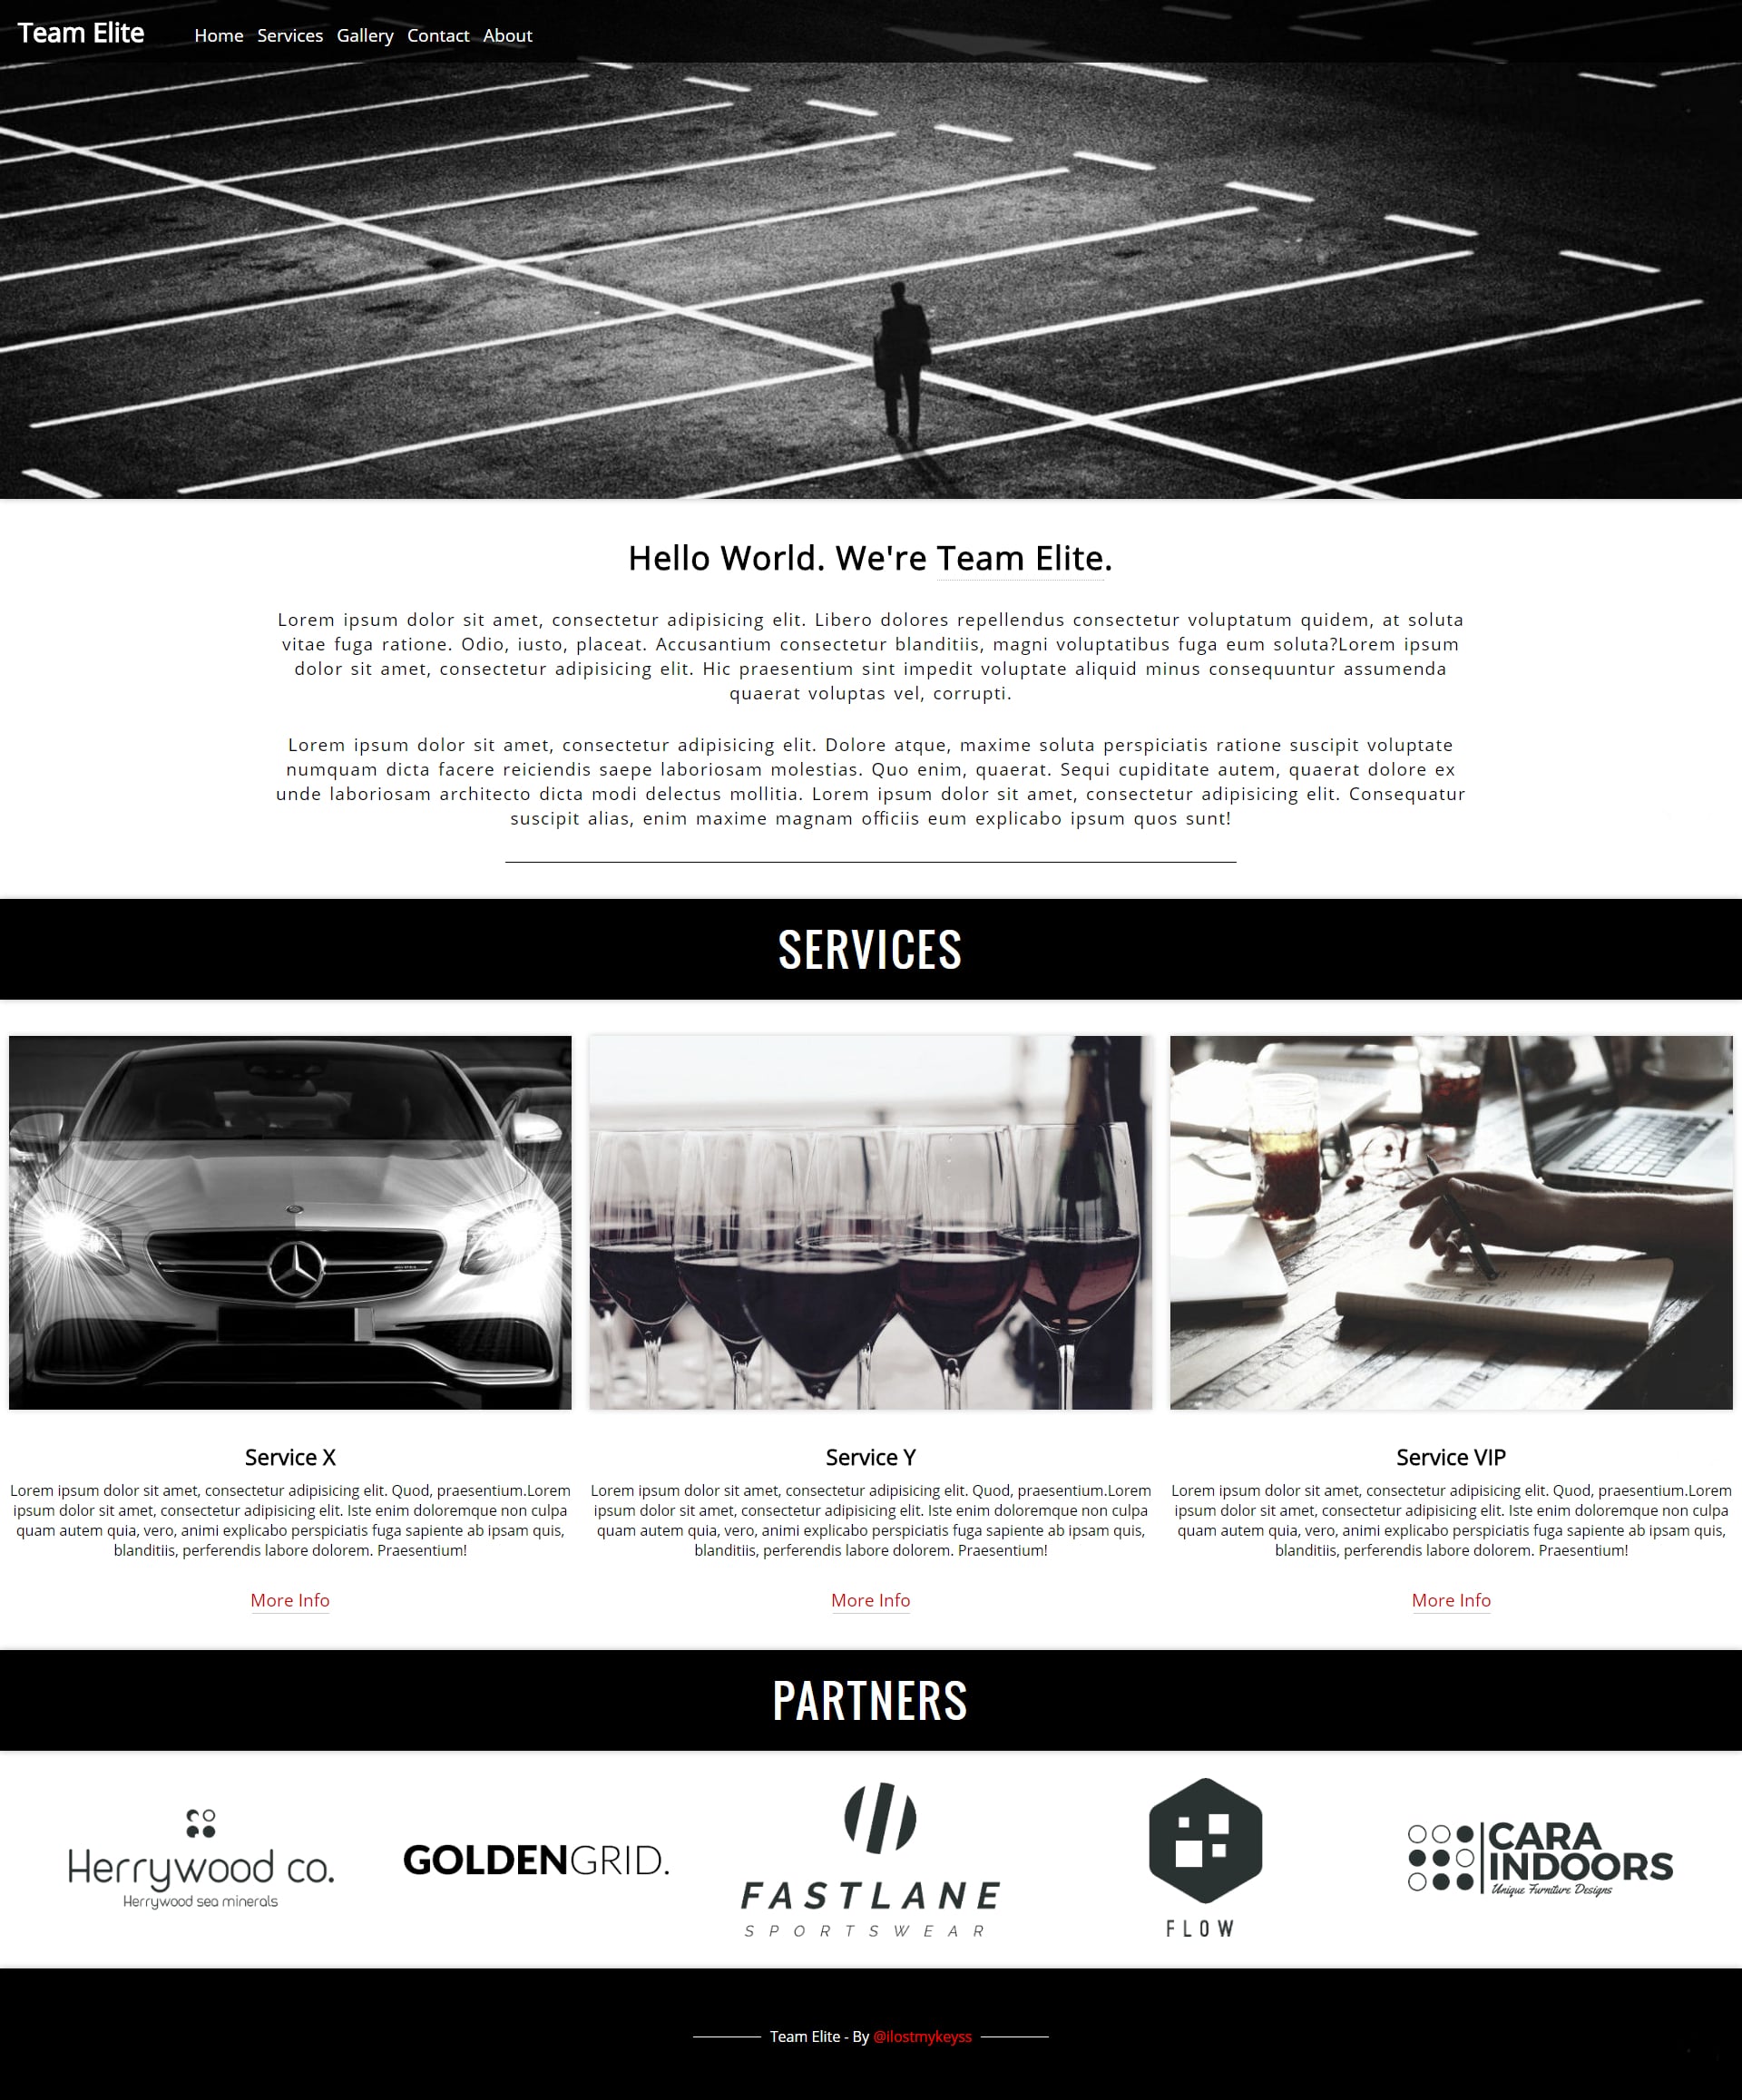 Team Elite
Home Services Gallery Contact About
Hello World. We're Team Elite.
Lorem ipsum dolor sit amet, consectetur adipisicing elit. Libero dolores repellendus consectetur voluptatum quidem, at soluta
vitae fuga ratione. Odio, iusto, placeat. Accusantium consectetur blanditiis, magni voluptatibus fuga eum soluta?Lorem ipsum
dolor sit amet, consectetur adipisicing elit. Hic praesentium sint impedit voluptate aliquid minus consequuntur assumenda
quaerat voluptas vel, corrupti.
Lorem ipsum dolor sit amet, consectetur adipisicing elit. Dolore atque, maxime soluta perspiciatis ratione suscipit voluptate
numquam dicta facere reiciendis saepe laboriosam molestias. Quo enim, quaerat. Sequi cupiditate autem, quaerat dolore ex
unde laboriosam architecto dicta modi delectus mollitia. Lorem ipsum dolor sit amet, consectetur adipisicing elit. Consequatur
suscipit alias, enim maxime magnam officiis eum explicabo ipsum quos sunt!
SERVICES
Service X
Lorem ipsum dolor sit amet, consectetur adipisicing elit. Quod, praesentium.Lorem
ipsum dolor sit amet, consectetur adipisicing elit. Iste enim doloremque non culpa
quam autem quia, vero, animi explicabo perspiciatis fuga sapiente ab ipsam quis,
blanditiis, perferendis labore dolorem. Praesentium!
More Info
Service Y
Lorem ipsum dolor sit amet, consectetur adipisicing elit. Quod, praesentium.Lorem
ipsum dolor sit amet, consectetur adipisicing elit. Iste enim doloremque non culpa
quam autem quia, vero, animi explicabo perspiciatis fuga sapiente ab ipsam quis,
blanditiis, perferendis labore dolorem. Praesentium!
More Info
Service VIP
Lorem ipsum dolor sit amet, consectetur adipisicing elit. Quod, praesentium.Lorem
ipsum dolor sit amet, consectetur adipisicing elit. Iste enim doloremque non culpa
quam autem quia, vero, animi explicabo perspiciatis fuga sapiente ab ipsam quis,
blanditiis, perferendis labore dolorem. Praesentium!
More Info
PARTNERS
Herrywood co.
Herrywood sea minerals
GOLDENGRID.
FASTLANE
SPORTSWEAR
FLOW
CARA
INDOORS
Unique Furniture Designs
Team Elite - By @ilostmykeyss